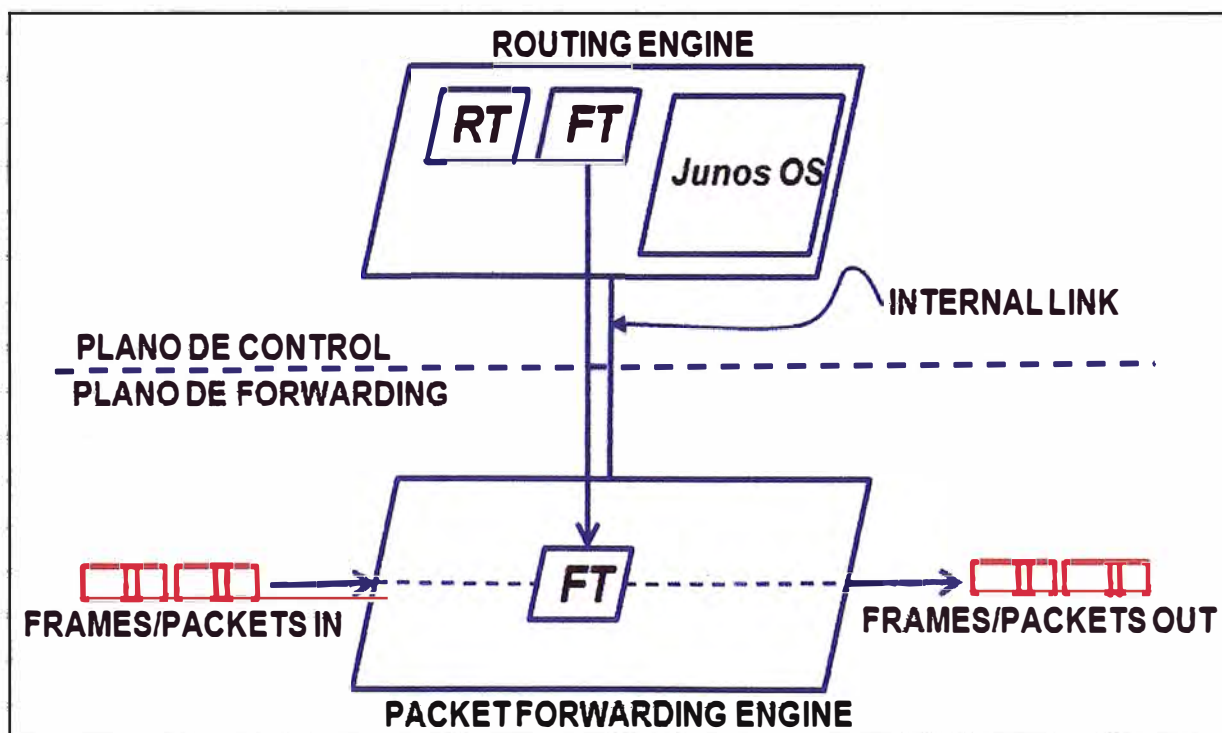 ROUTING ENGINE
RT
FT
Junos OS
INTERNAL LINK
PLANO DE CONTROL
PLANO DE FORWARDING
FT
FRAMES/PACKETS IN
FRAMES/PACKETS OUT
PACKET FORWARDING ENGINE